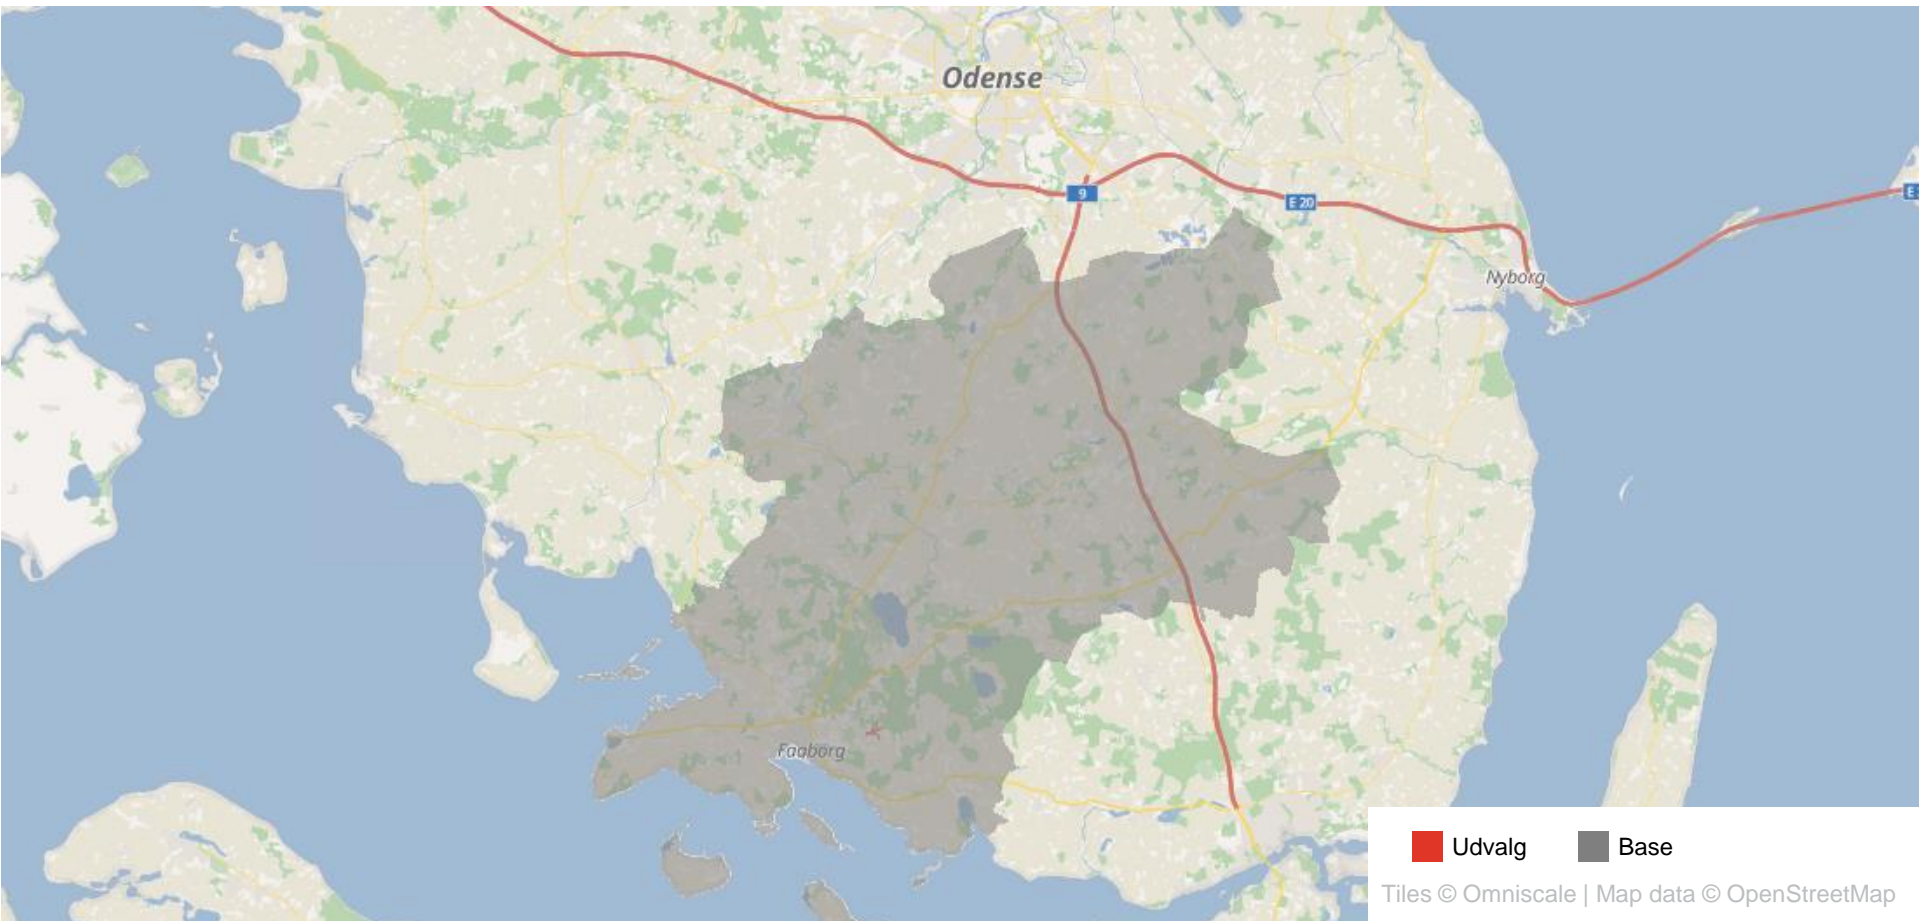 Odense
9
E 20
E
Nyborg
Faaborg
Udvalg
Base
Tiles © Omniscale | Map data © OpenStreetMap